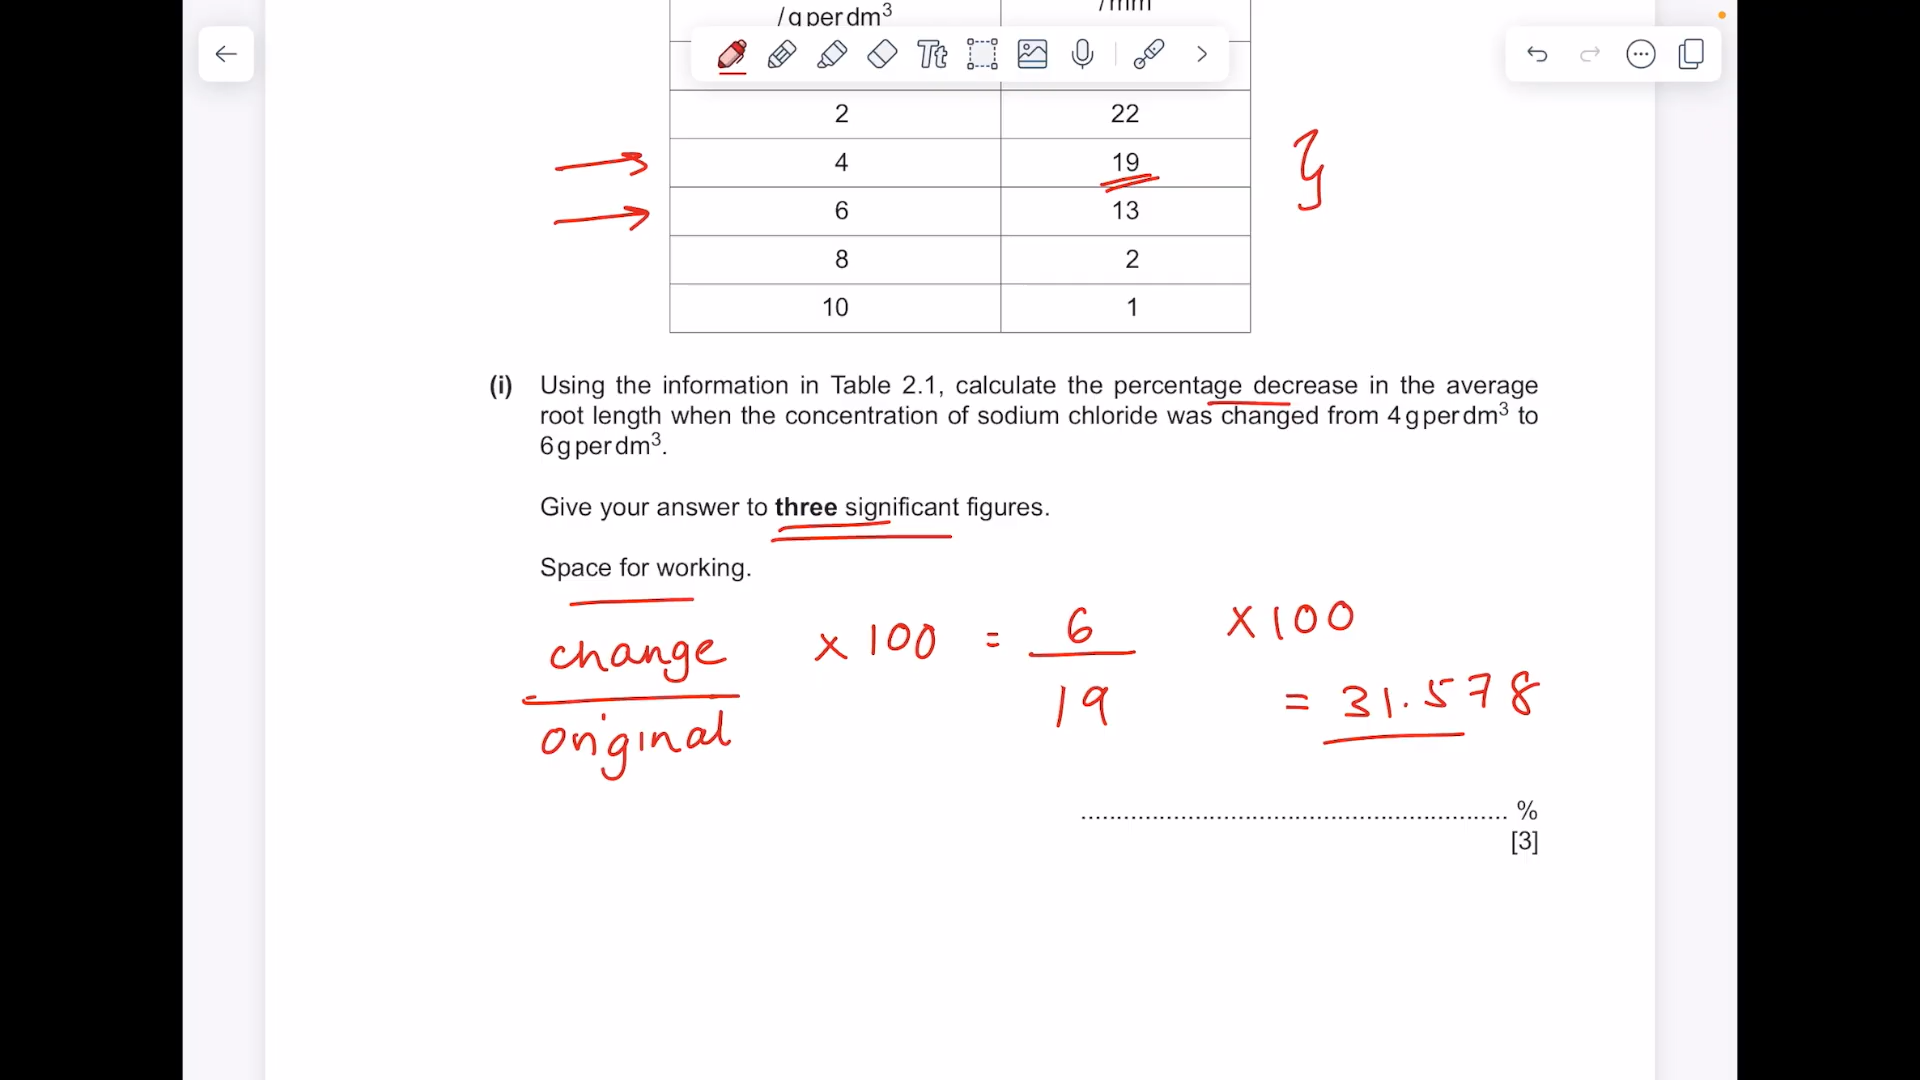 /g per dm³ /mm
Tt
2 22
4 19
6 13
8 2
10 1
(i) Using the information in Table 2.1, calculate the percentage decrease in the average
root length when the concentration of sodium chloride was changed from 4 g per dm³ to
6 g per dm³.
Give your answer to three significant figures.
Space for working.
change
original
× 100 =
6
19
× 100
= 31.578
........................................................... %
[3]